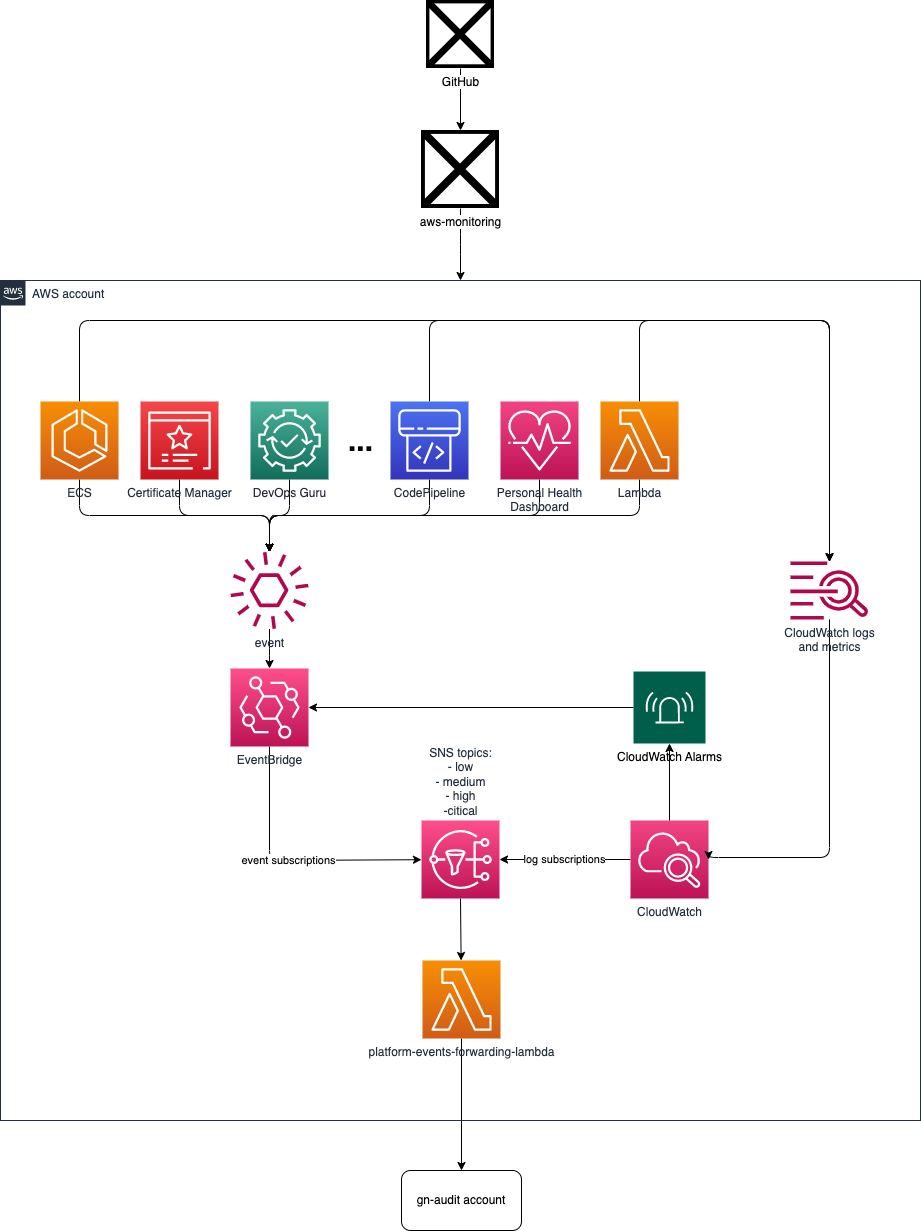 GitHub
aws-monitoring
aws
AWS account
ECS
Certificate Manager
DevOps Guru
...
CodePipeline
Personal Health
Dashboard
Lambda
event
CloudWatch logs
and metrics
EventBridge
CloudWatch Alarms
SNS topics:
- low
- medium
- high
-citical
event subscriptions
log subscriptions
CloudWatch
platform-events-forwarding-lambda
gn-audit account